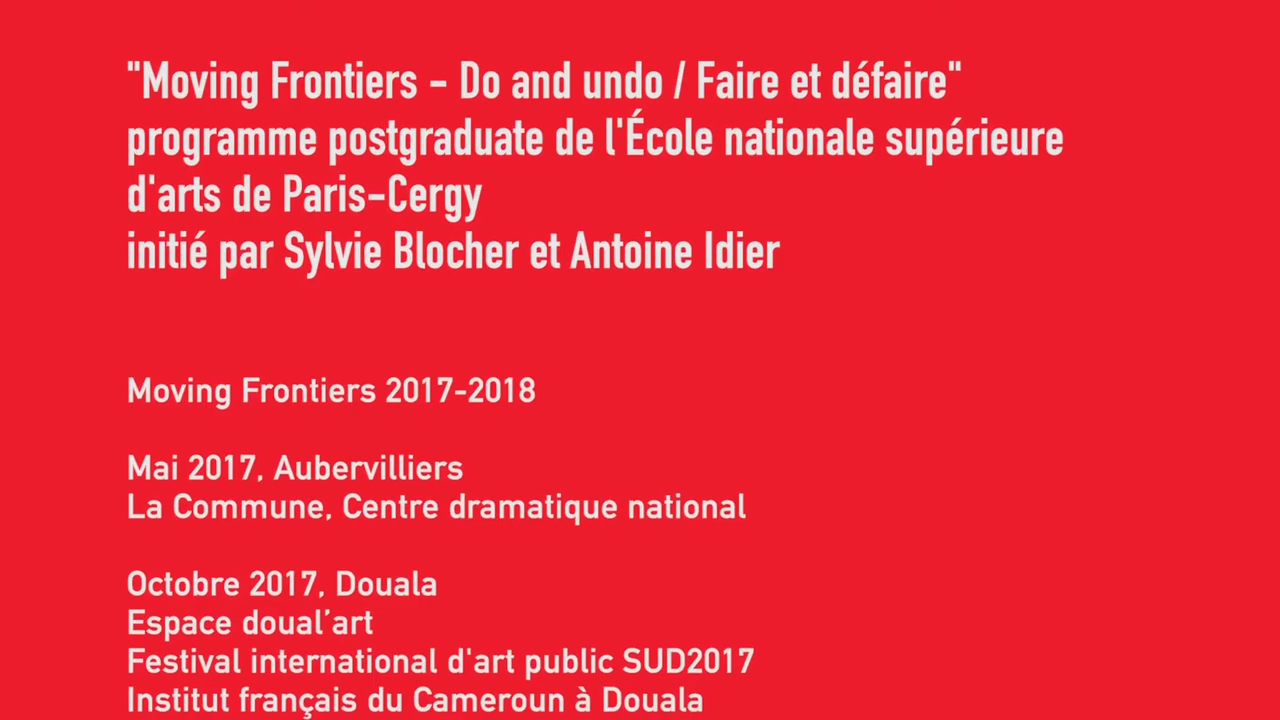 "Moving Frontiers - Do and undo / Faire et défaire"
programme postgraduate de l'École nationale supérieure
d'arts de Paris-Cergy
initié par Sylvie Blocher et Antoine Idier
Moving Frontiers 2017-2018
Mai 2017, Aubervilliers
La Commune, Centre dramatique national
Octobre 2017, Douala
Espace doual’art
Festival international d'art public SUD2017
Institut français du Cameroun à Douala